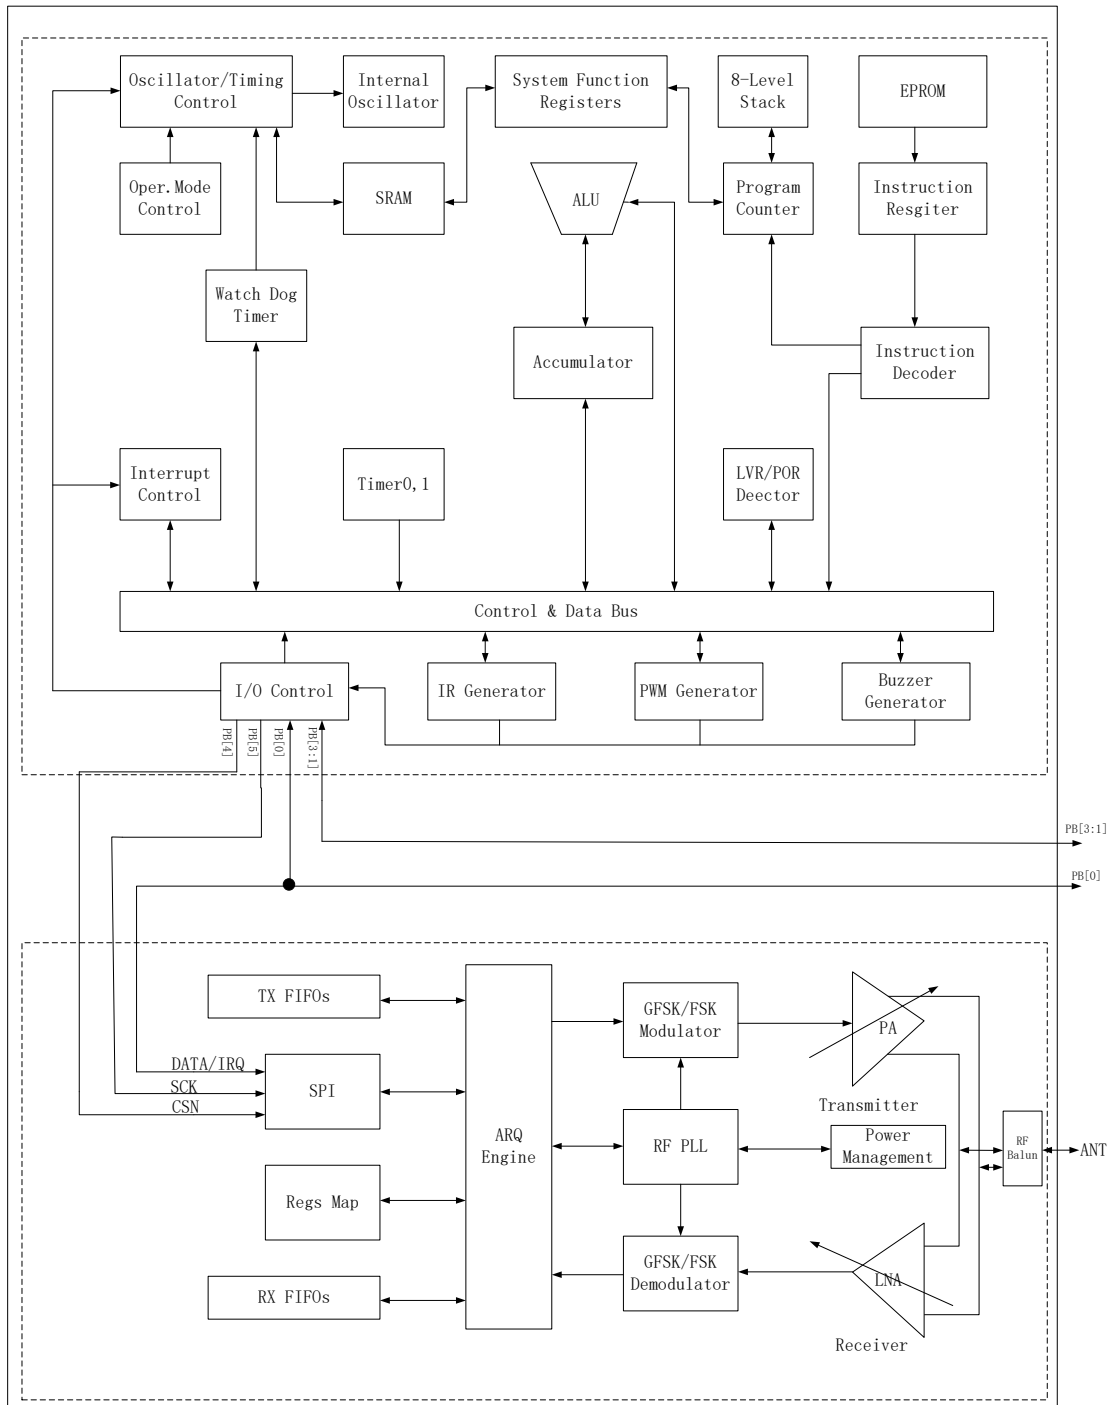 Oscillator/Timing
Control
Internal
Oscillator
System Function
Registers
8-Level
Stack
EPROM
Oper.Mode
Control
SRAM
ALU
Program
Counter
Instruction
Resgiter
Watch Dog
Timer
Accumulator
Instruction
Decoder
Interrupt
Control
Timer0,1
LVR/POR
Deector
Control & Data Bus
I/O Control
IR Generator
PWM Generator
Buzzer
Generator
PB[4]
PB[5]
PB[0]
PB[3:1]
PB[3:1]
PB[0]
TX FIFOs
GFSK/FSK
Modulator
PA
DATA/IRQ
SCK
CSN
SPI
ARQ
Engine
RF PLL
Transmitter
Power
Management
RF
Balun
ANT
Regs Map
GFSK/FSK
Demodulator
LNA
RX FIFOs
Receiver